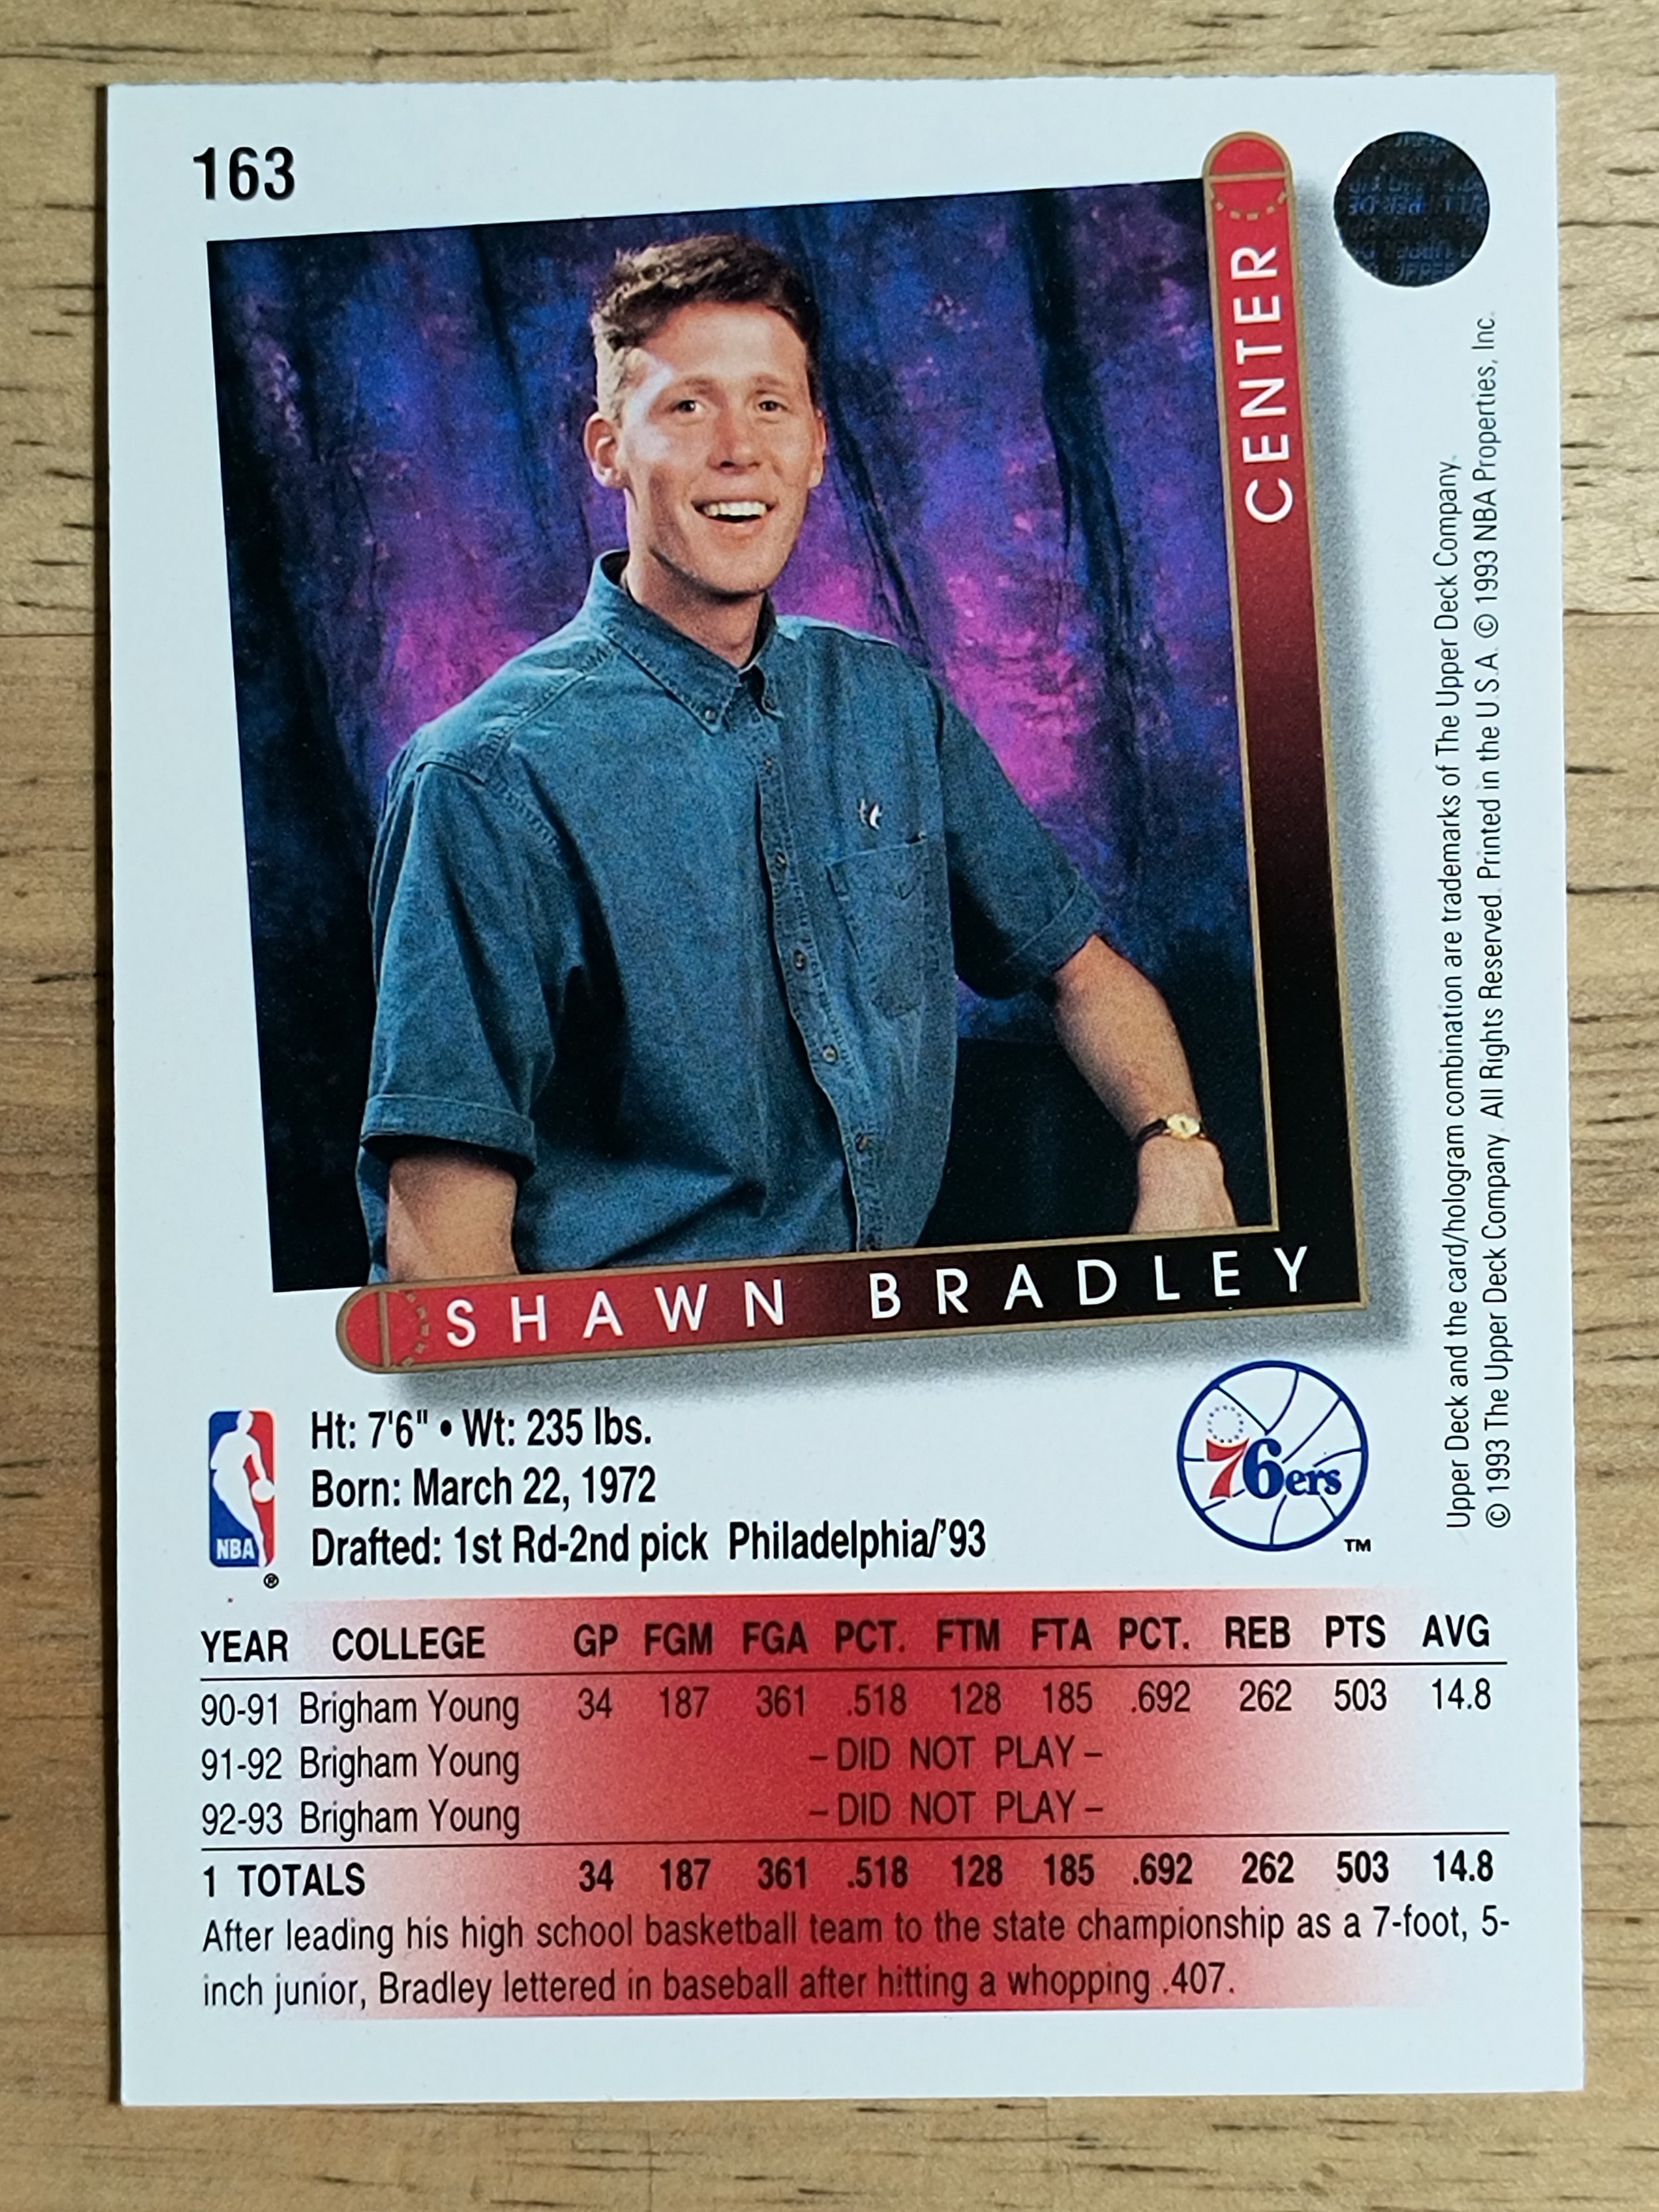 163
CENTER
SHAWN BRADLEY
Upper Deck and the card/hologram combination are trademarks of The Upper Deck Company.
© 1993 The Upper Deck Company. All Rights Reserved. Printed in the U.S.A. © 1993 NBA Properties, Inc.
NBA
®
Ht: 7'6" • Wt: 235 lbs.
Born: March 22, 1972
Drafted: 1st Rd-2nd pick Philadelphia/'93
76ers
TM
YEAR COLLEGE GP FGM FGA PCT. FTM FTA PCT. REB PTS AVG
90-91 Brigham Young 34 187 361 .518 128 185 .692 262 503 14.8
91-92 Brigham Young – DID NOT PLAY –
92-93 Brigham Young – DID NOT PLAY –
1 TOTALS 34 187 361 .518 128 185 .692 262 503 14.8
After leading his high school basketball team to the state championship as a 7-foot, 5-
inch junior, Bradley lettered in baseball after hitting a whopping .407.